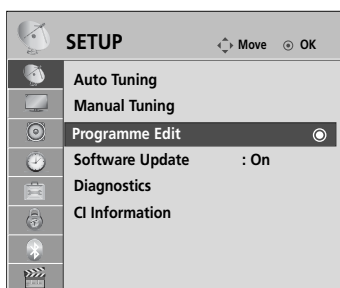 SETUP Move OK
Auto Tuning
Manual Tuning
Programme Edit
Software Update : On
Diagnostics
CI Information